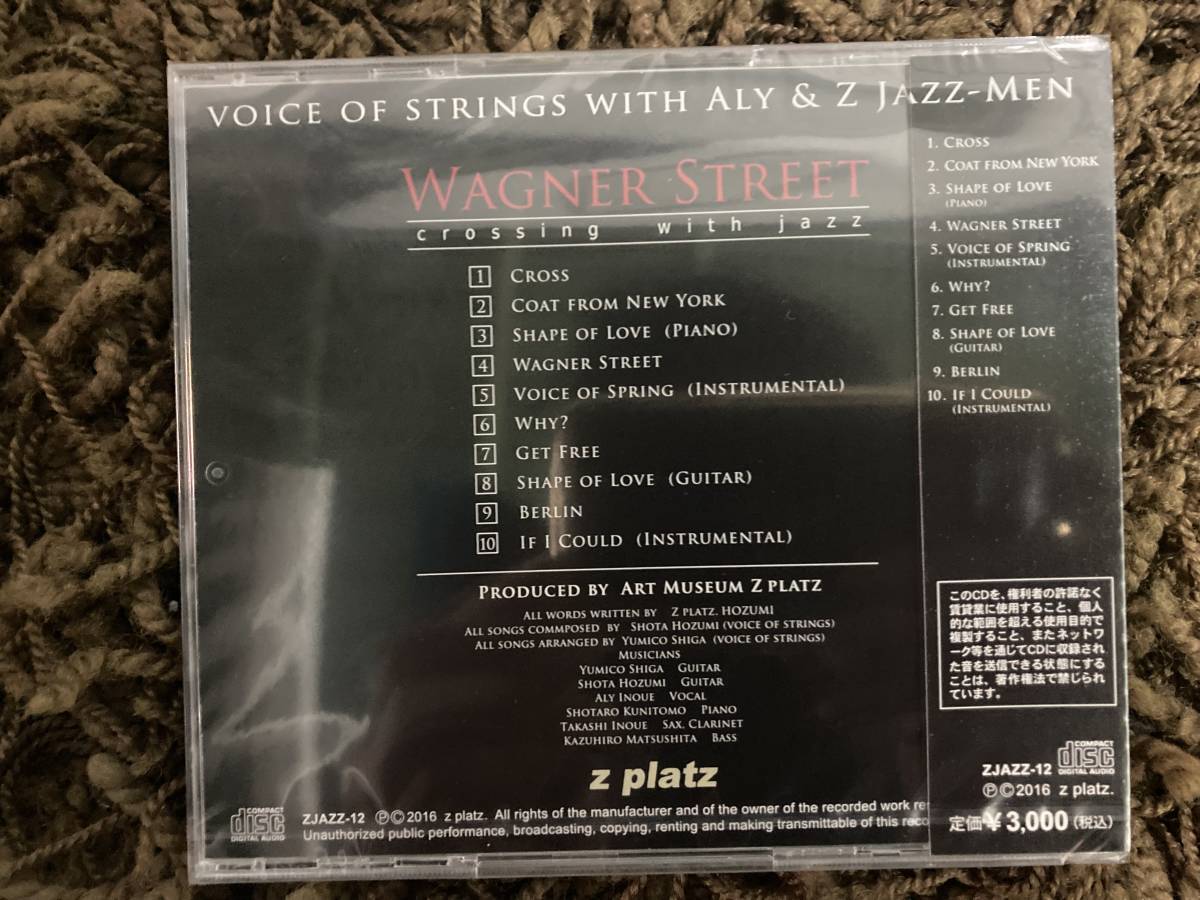 VOICE OF STRINGS WITH ALY & Z JAZZ-MEN
WAGNER STREET
crossing with jazz
1 CROSS
2 COAT FROM NEW YORK
3 SHAPE OF LOVE (PIANO)
4 WAGNER STREET
5 VOICE OF SPRING (INSTRUMENTAL)
6 WHY?
7 GET FREE
8 SHAPE OF LOVE (GUITAR)
9 BERLIN
10 IF I COULD (INSTRUMENTAL)
PRODUCED BY ART MUSEUM Z PLATZ
ALL WORDS WRITTEN BY Z PLATZ. HOZUMI
ALL SONGS COMMPOSED BY SHOTA HOZUMI (VOICE OF STRINGS)
ALL SONGS ARRANGED BY YUMICO SHIGA (VOICE OF STRINGS)
MUSICIANS
YUMICO SHIGA GUITAR
SHOTA HOZUMI GUITAR
ALY INOUE VOCAL
SHOTARO KUNITOMO PIANO
TAKASHI INOUE SAX. CLARINET
KAZUHIRO MATSUSHITA BASS
z platz
COMPACT
disc
DIGITAL AUDIO
ZJAZZ-12 ℗©2016 z platz. All rights of the manufacturer and of the owner of the recorded work re
Unauthorized public performance, broadcasting, copying, renting and making transmittable of this reco
1. CROSS
2. COAT FROM NEW YORK
3. SHAPE OF LOVE
(PIANO)
4. WAGNER STREET
5. VOICE OF SPRING
(INSTRUMENTAL)
6. WHY?
7. GET FREE
8. SHAPE OF LOVE
(GUITAR)
9. BERLIN
10. IF I COULD
(INSTRUMENTAL)
このCDを、権利者の許諾なく
賃貸業に使用すること、個人
的な範囲を超える使用目的で
複製すること、またネットワ
ーク等を通じてCDに収録され
た音を送信できる状態にする
ことは、著作権法で禁じられ
ています。
COMPACT
disc
DIGITAL AUDIO
ZJAZZ-12
℗©2016 z platz.
定価¥3,000(税込)